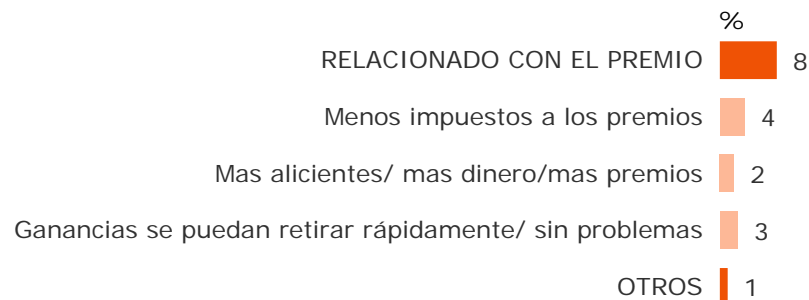 %
RELACIONADO CON EL PREMIO 8
Menos impuestos a los premios 4
Mas alicientes/ mas dinero/mas premios 2
Ganancias se puedan retirar rápidamente/ sin problemas 3
OTROS 1